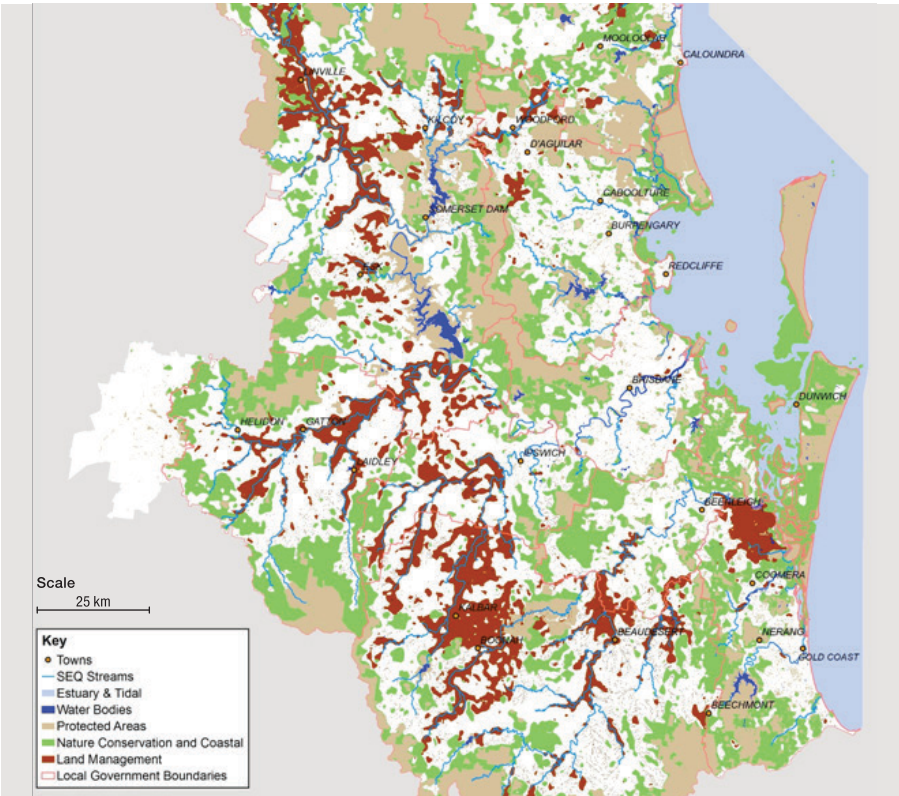 MOOLOOLAB
CALOUNDRA
LINVILLE
KILCOY
WOODFORD
D'AGUILAR
CABOOLTURE
SOMERSET DAM
BURPENGARY
REDCLIFFE
BRISBANE
DUNWICH
HELIDON
GATTON
IPSWICH
LAIDLEY
BEENLEIGH
COOMERA
Scale
25 km
KALBAR
BEAUDESERT
NERANG
BOONAH
GOLD COAST
BEECHMONT
Key
Towns
SEQ Streams
Estuary & Tidal
Water Bodies
Protected Areas
Nature Conservation and Coastal
Land Management
Local Government Boundaries